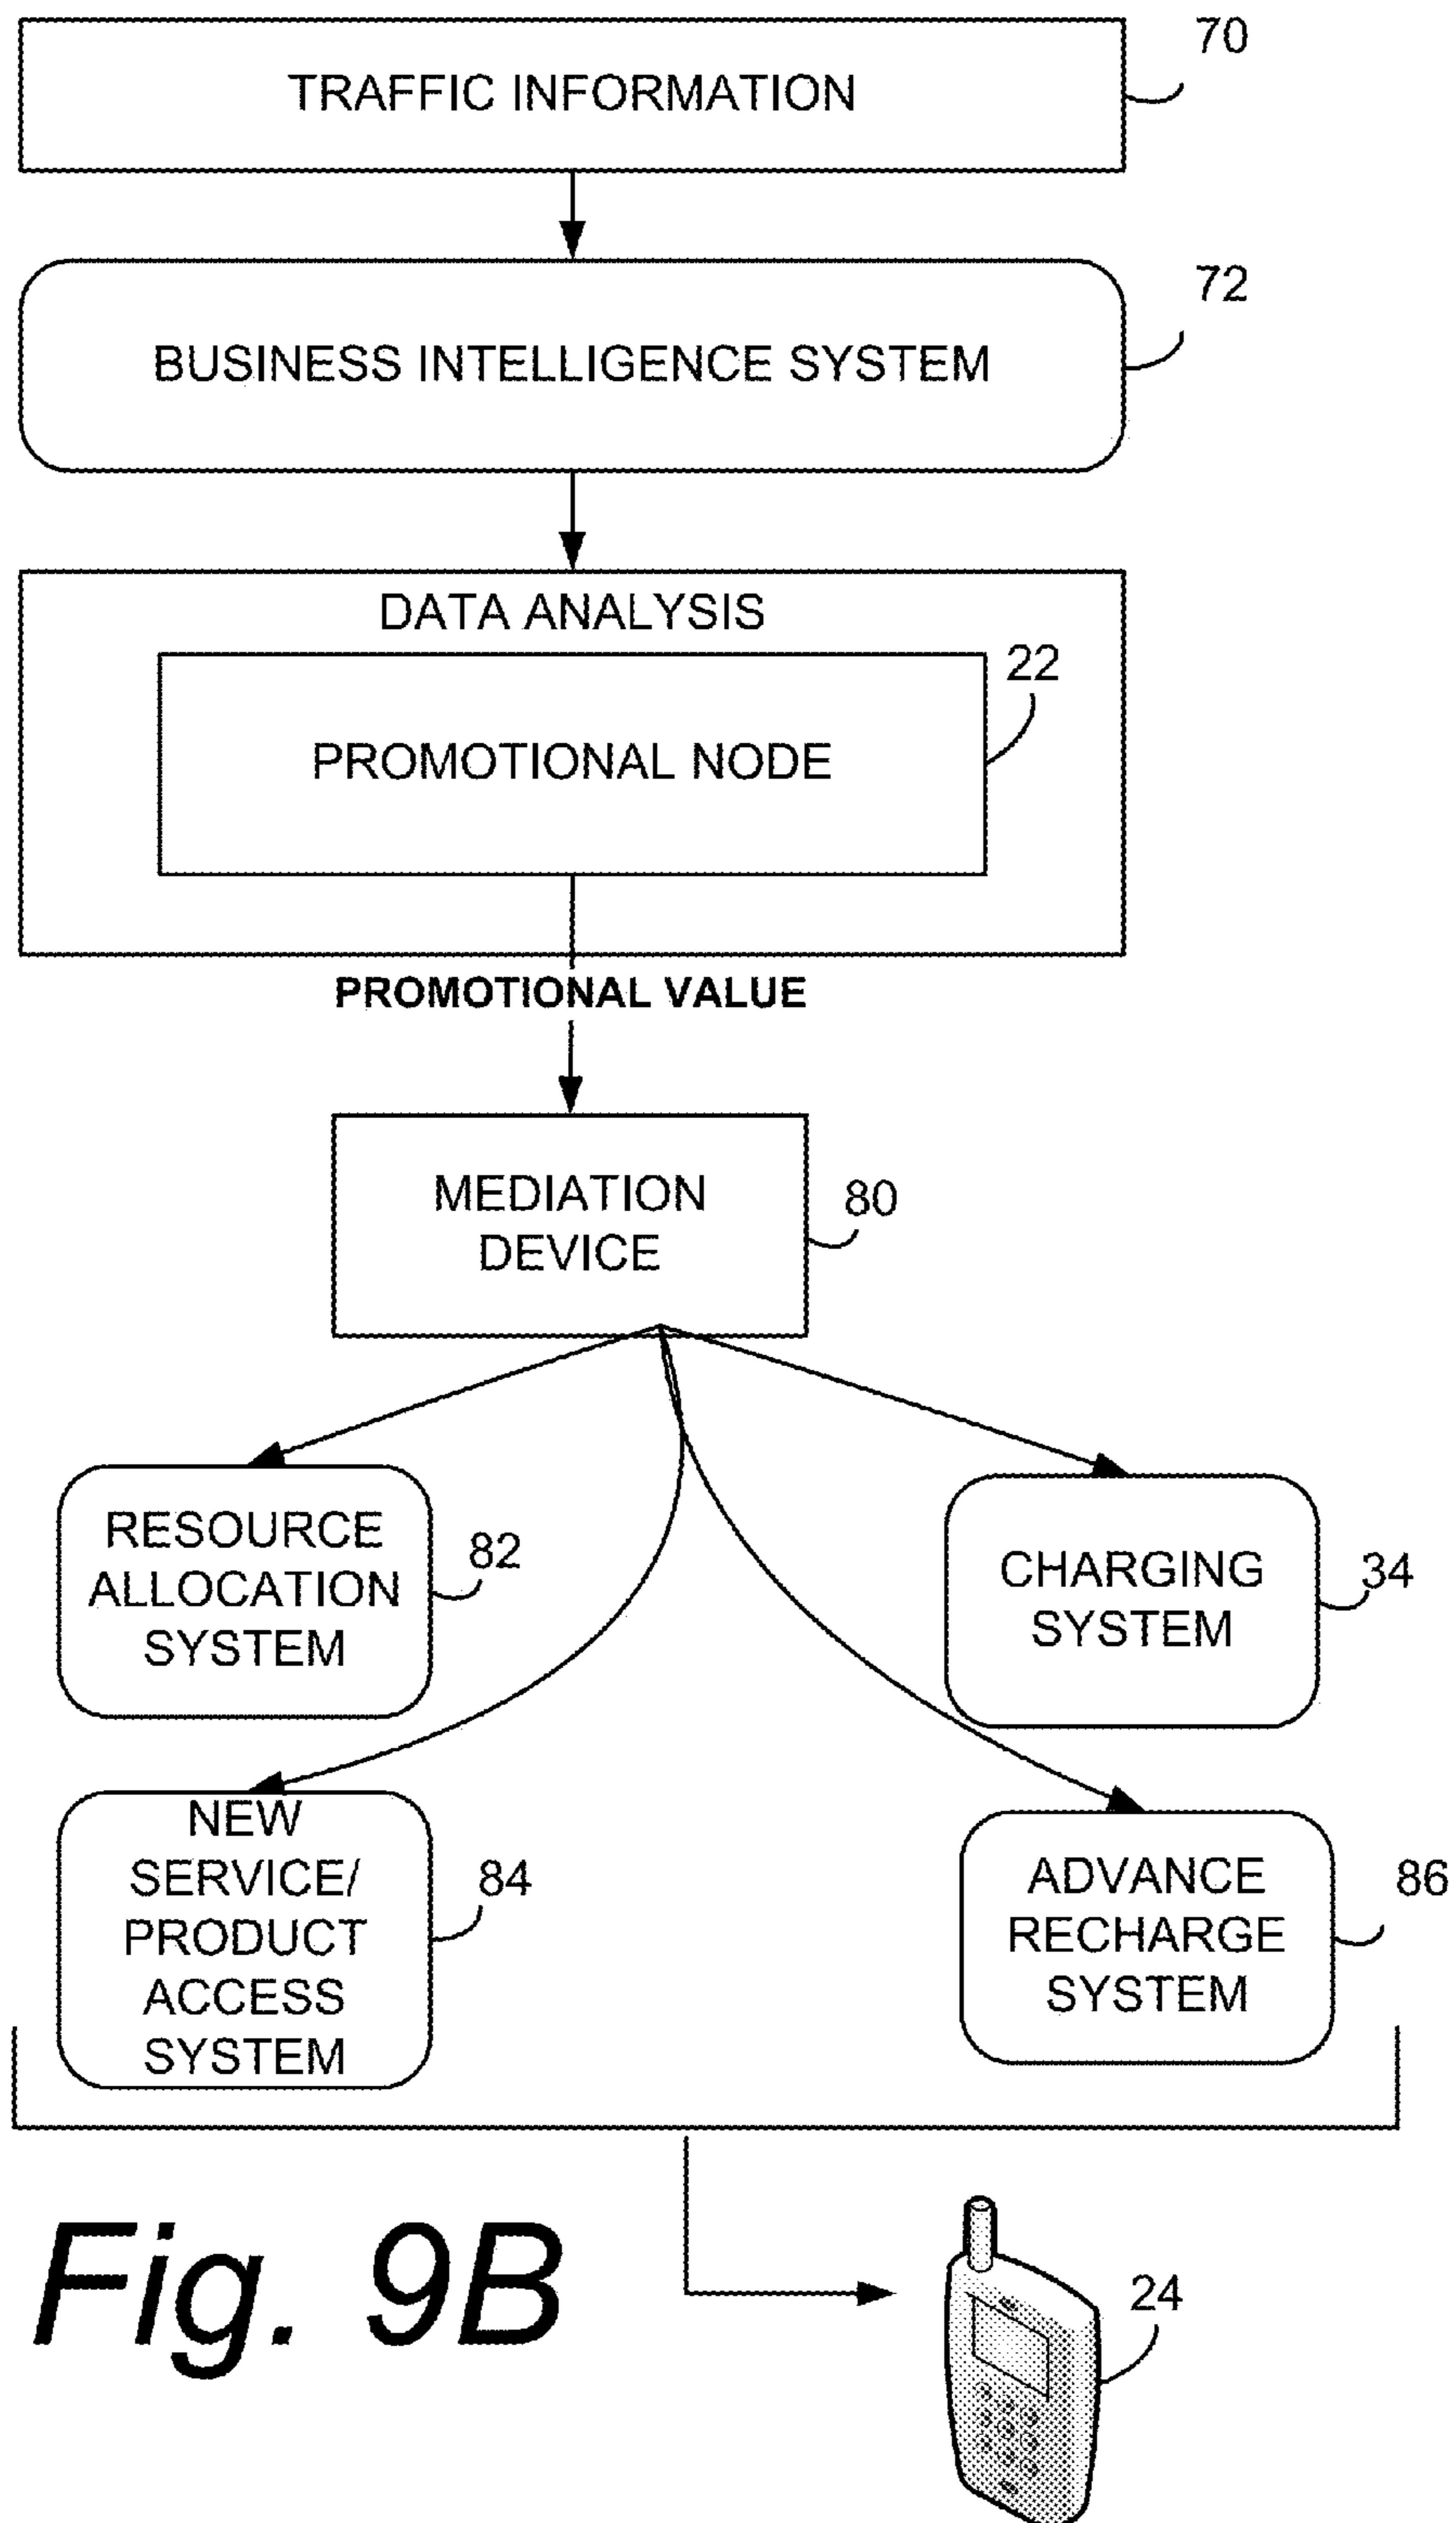 70
TRAFFIC INFORMATION
72
BUSINESS INTELLIGENCE SYSTEM
DATA ANALYSIS
22
PROMOTIONAL NODE
PROMOTIONAL VALUE
MEDIATION
DEVICE
80
RESOURCE
ALLOCATION
SYSTEM
82
CHARGING
SYSTEM
34
NEW
SERVICE/
PRODUCT
ACCESS
SYSTEM
84
ADVANCE
RECHARGE
SYSTEM
86
Fig. 9B
24